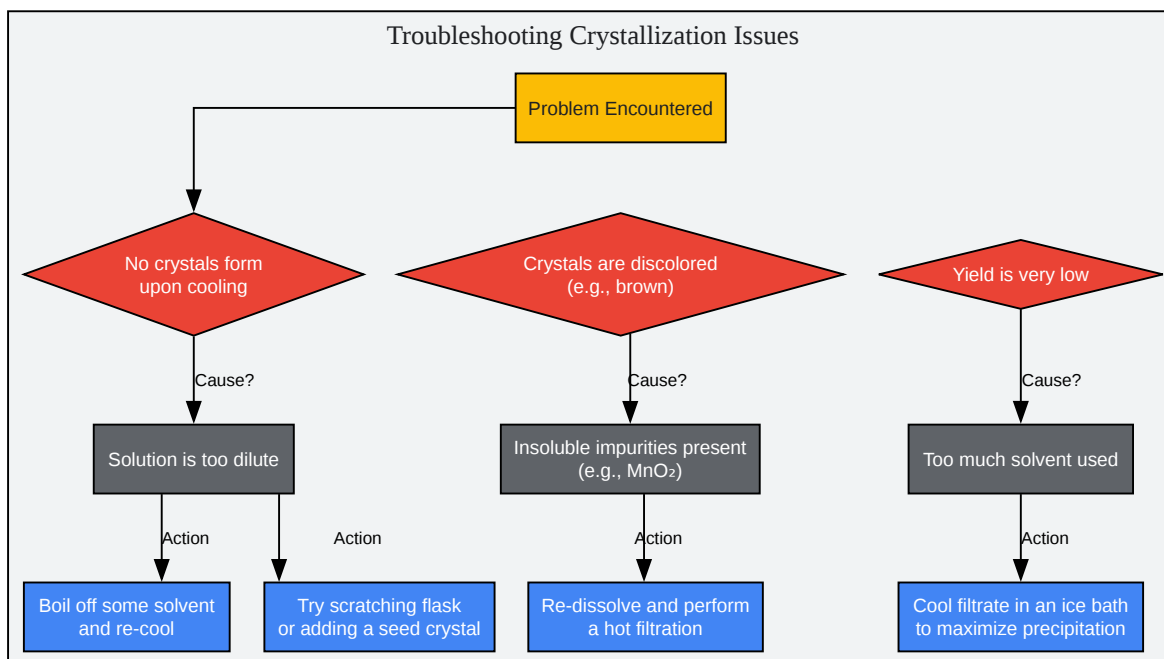 Troubleshooting Crystallization Issues
Problem Encountered
No crystals form
upon cooling
Crystals are discolored
(e.g., brown)
Yield is very low
Cause?
Cause?
Cause?
Solution is too dilute
Insoluble impurities present
(e.g., MnO₂)
Too much solvent used
Action
Action
Action
Action
Boil off some solvent
and re-cool
Try scratching flask
or adding a seed crystal
Re-dissolve and perform
a hot filtration
Cool filtrate in an ice bath
to maximize precipitation